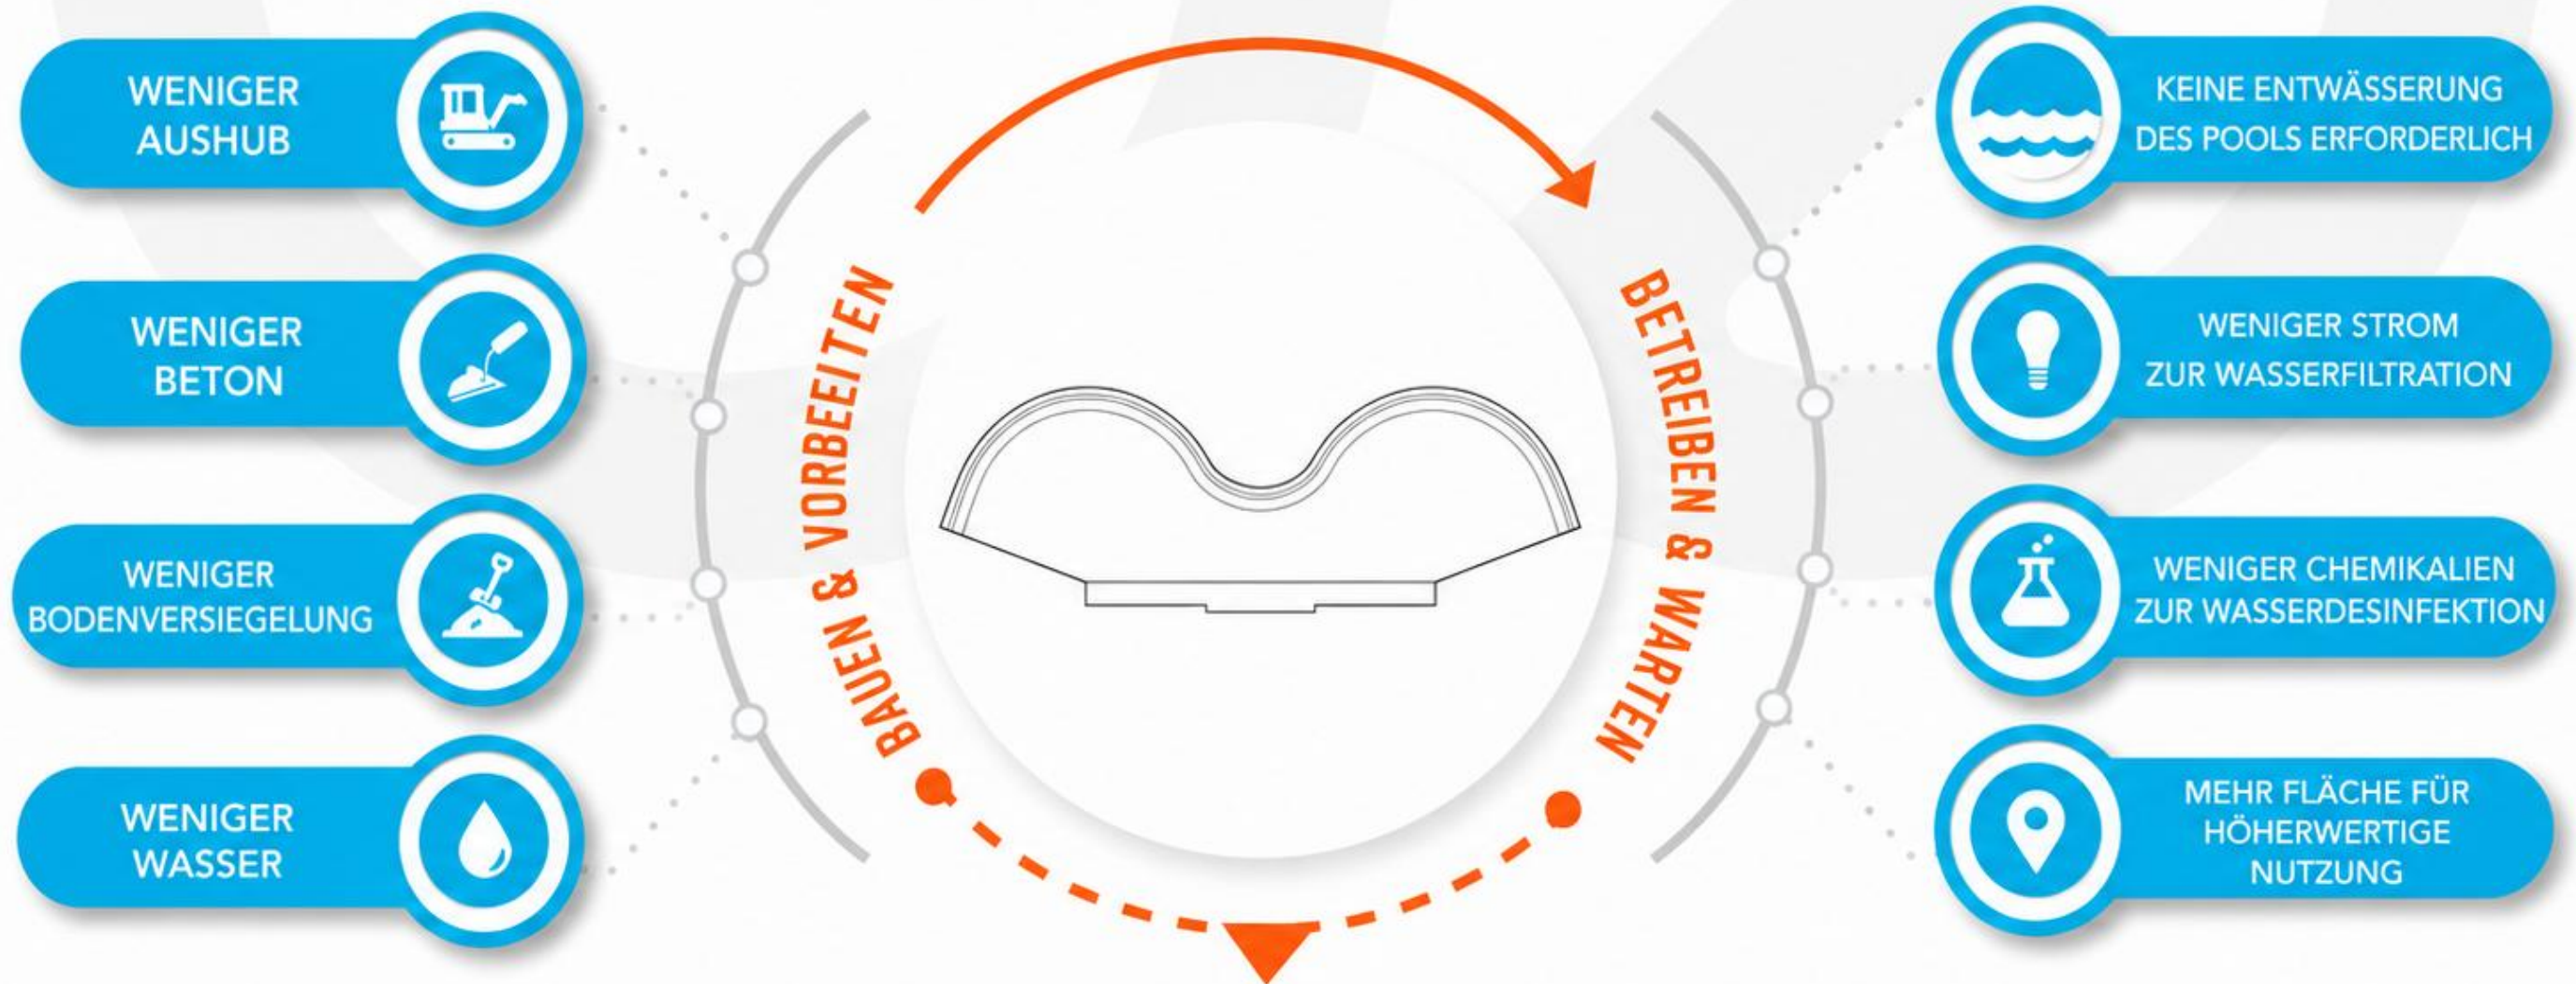 WENIGER
AUSHUB
WENIGER
BETON
WENIGER
BODENVERSIEGELUNG
WENIGER
WASSER
BAUEN & VORBEEITEN
BETREIBEN & WARTEN
KEINE ENTWÄSSERUNG
DES POOLS ERFORDERLICH
WENIGER STROM
ZUR WASSERFILTRATION
WENIGER CHEMIKALIEN
ZUR WASSERDESINFEKTION
MEHR FLÄCHE FÜR
HÖHERWERTIGE
NUTZUNG